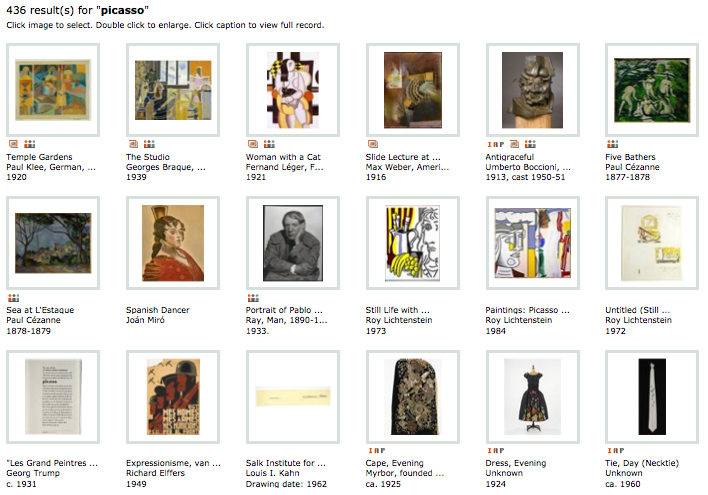 436 result(s) for "picasso"
Click image to select. Double click to enlarge. Click caption to view full record.
Temple Gardens
Paul Klee, German, ...
1920
The Studio
Georges Braque, ...
1939
Woman with a Cat
Fernand Léger, F...
1921
Slide Lecture at ...
Max Weber, Ameri...
1916
IAP
Antigraceful
Umberto Boccioni, ...
1913, cast 1950-51
Five Bathers
Paul Cézanne
1877-1878
Sea at L'Estaque
Paul Cézanne
1878-1879
Spanish Dancer
Joán Miró
Portrait of Pablo ...
Ray, Man, 1890-1...
1933.
Still Life with ...
Roy Lichtenstein
1973
Paintings: Picasso ...
Roy Lichtenstein
1984
Untitled (Still ...
Roy Lichtenstein
1972
picasso
"Les Grand Peintres ...
Georg Trump
c. 1931
Expressionisme, van ...
Richard Elffers
1949
Salk Institute for ...
Louis I. Kahn
Drawing date: 1962
IAP
Cape, Evening
Myrbor, founded ...
ca. 1925
IAP
Dress, Evening
Unknown
1924
IAP
Tie, Day (Necktie)
Unknown
ca. 1960